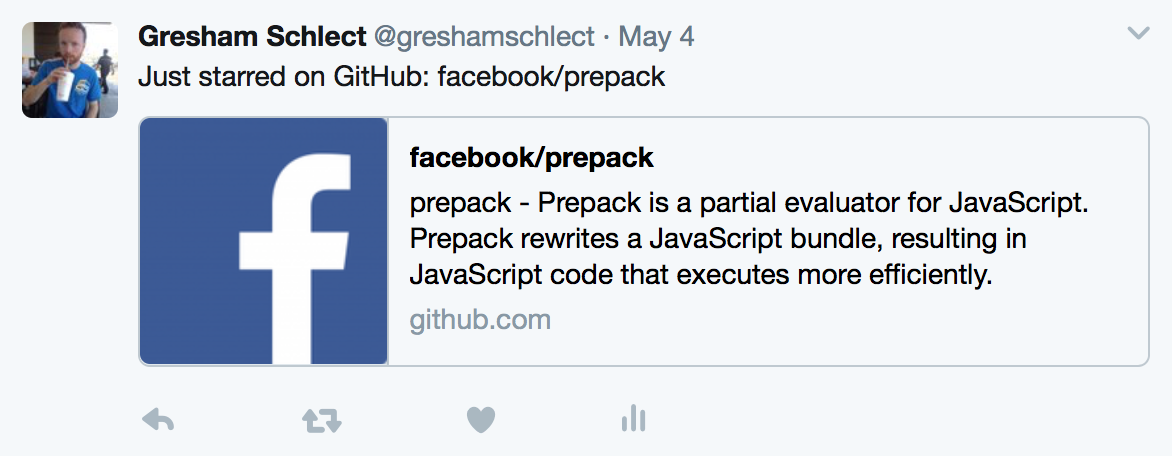 Gresham Schlect @greshamschlect · May 4
Just starred on GitHub: facebook/prepack
facebook/prepack
prepack - Prepack is a partial evaluator for JavaScript.
Prepack rewrites a JavaScript bundle, resulting in
JavaScript code that executes more efficiently.
github.com